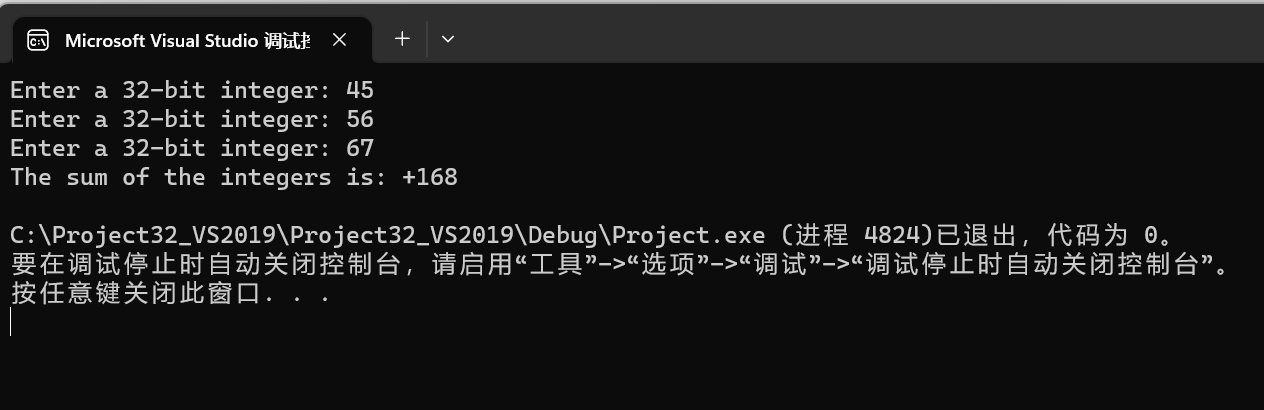 Microsoft Visual Studio 调试
Enter a 32-bit integer: 45
Enter a 32-bit integer: 56
Enter a 32-bit integer: 67
The sum of the integers is: +168
C:\Project32_VS2019\Project32_VS2019\Debug\Project.exe (进程 4824)已退出，代码为 0。
要在调试停止时自动关闭控制台，请启用“工具”->“选项”->“调试”->“调试停止时自动关闭控制台”。
按任意键关闭此窗口. . .